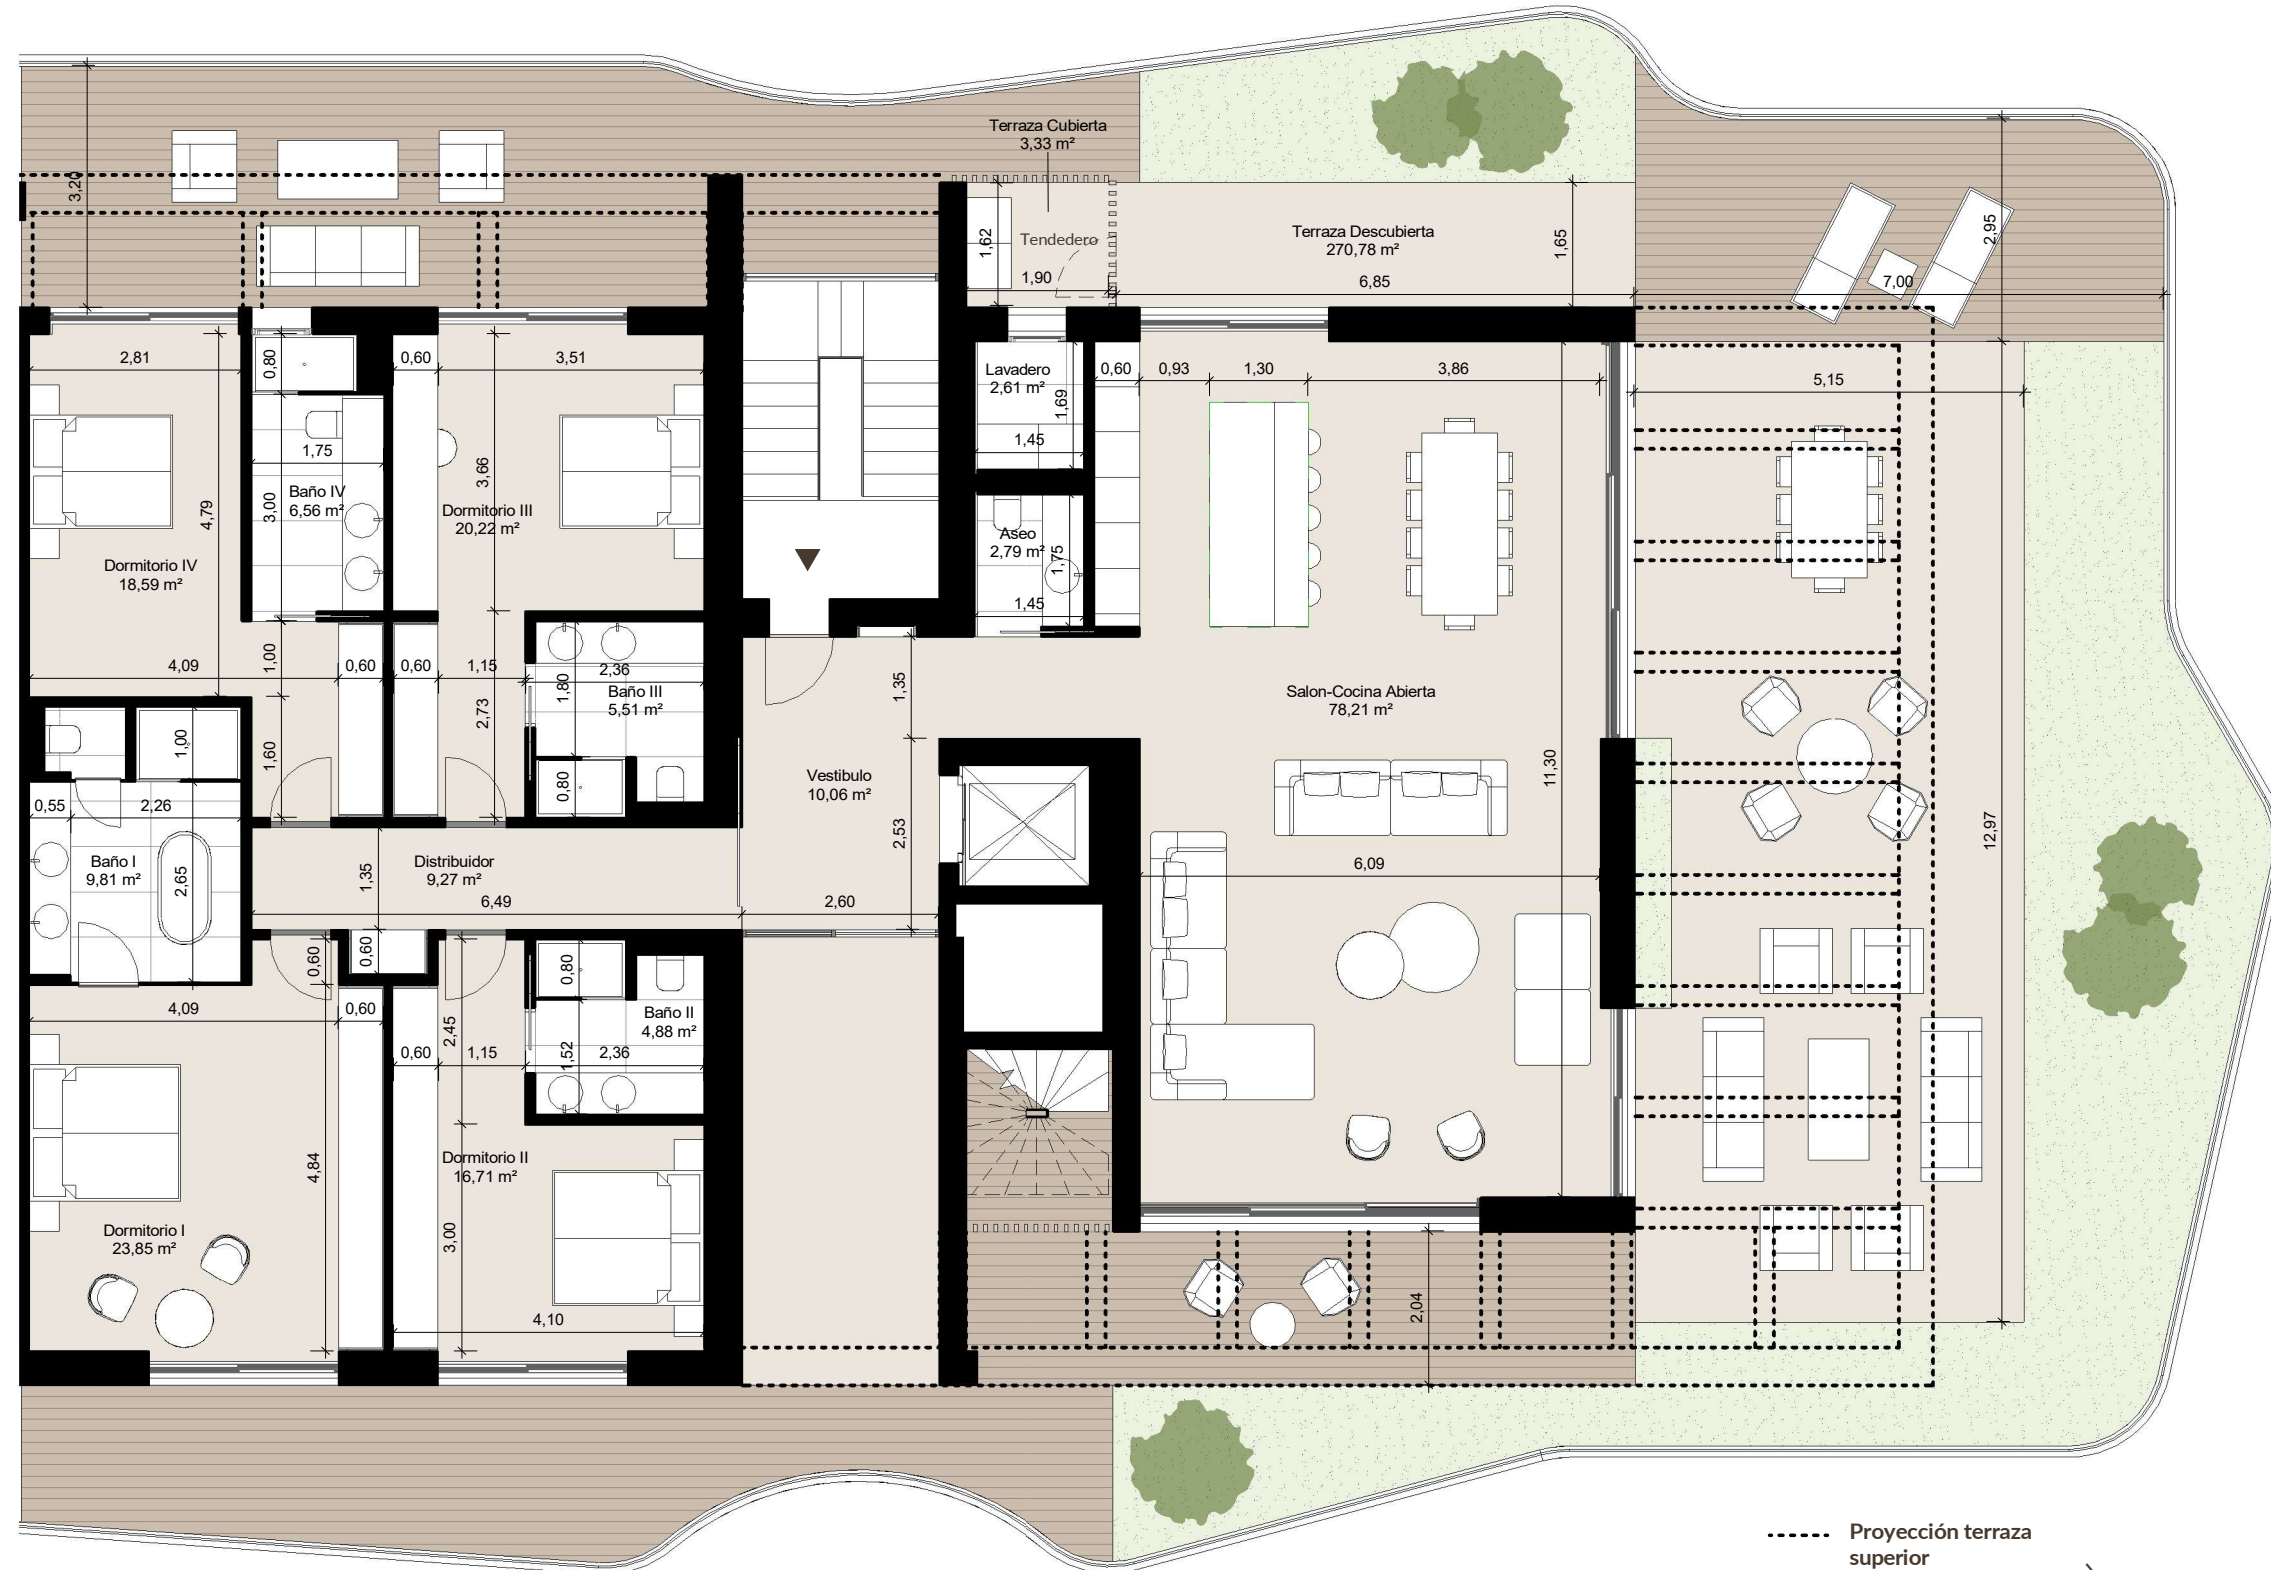 Terraza Cubierta
3,33 m²
3,20
Tendedero
1,62
1,90
Terraza Descubierta
270,78 m²
6,85
1,65
2,95
7,00
2,81
0,80
0,60
3,51
Lavadero
2,61 m²
1,69
1,45
0,60
0,93
1,30
3,86
5,15
1,75
3,00
Baño IV
6,56 m²
4,79
3,66
Dormitorio III
20,22 m²
Dormitorio IV
18,59 m²
Aseo
2,79 m²
1,75
1,45
4,09
1,00
0,60
0,60
1,15
2,36
1,80
Baño III
5,51 m²
2,73
1,35
Salon-Cocina Abierta
78,21 m²
1,00
1,60
0,80
Vestibulo
10,06 m²
2,53
11,30
12,97
0,55
2,26
Baño I
9,81 m²
2,65
1,35
Distribuidor
9,27 m²
6,49
2,60
6,09
0,60
0,60
0,80
4,09
0,60
2,45
Baño II
4,88 m²
0,60
1,15
1,52
2,36
4,84
Dormitorio II
16,71 m²
3,00
Dormitorio I
23,85 m²
4,10
2,04
Proyección terraza
superior